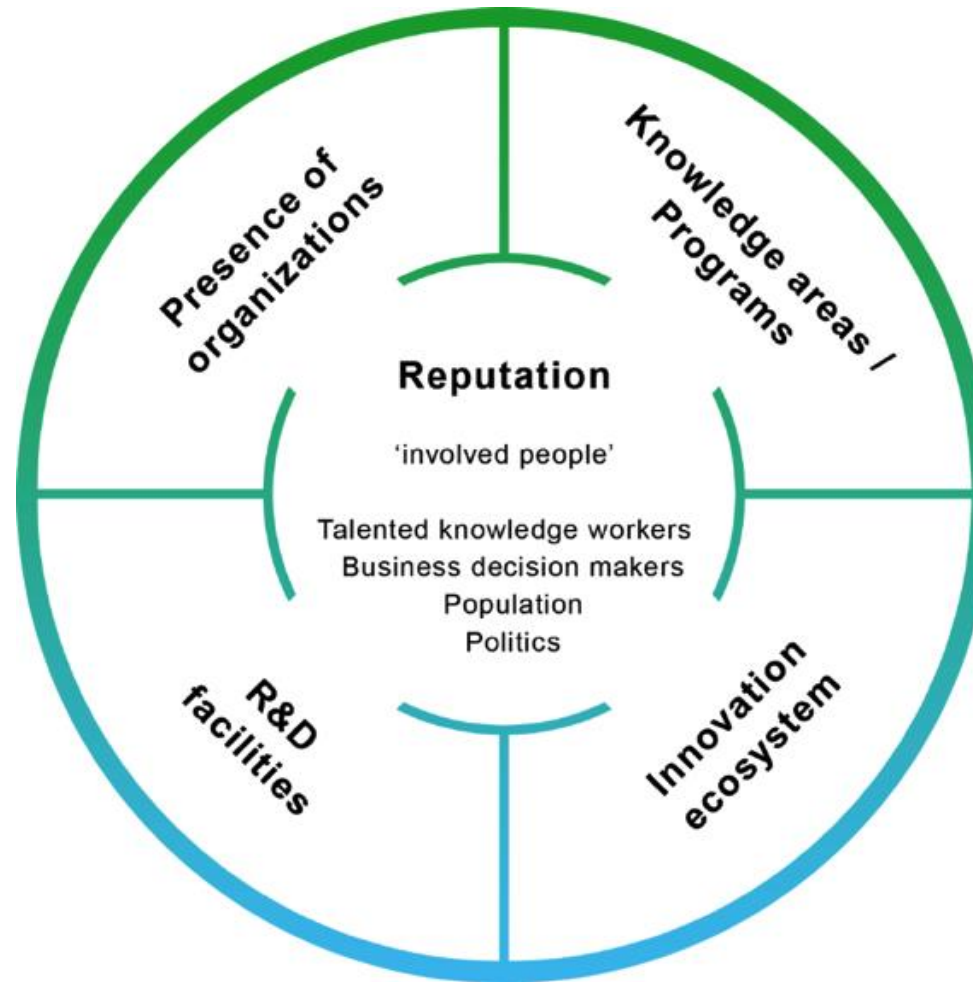 Presence of
organizations
Knowledge areas /
Programs
Reputation
‘involved people’
Talented knowledge workers
Business decision makers
Population
Politics
R&D
facilities
Innovation
ecosystem